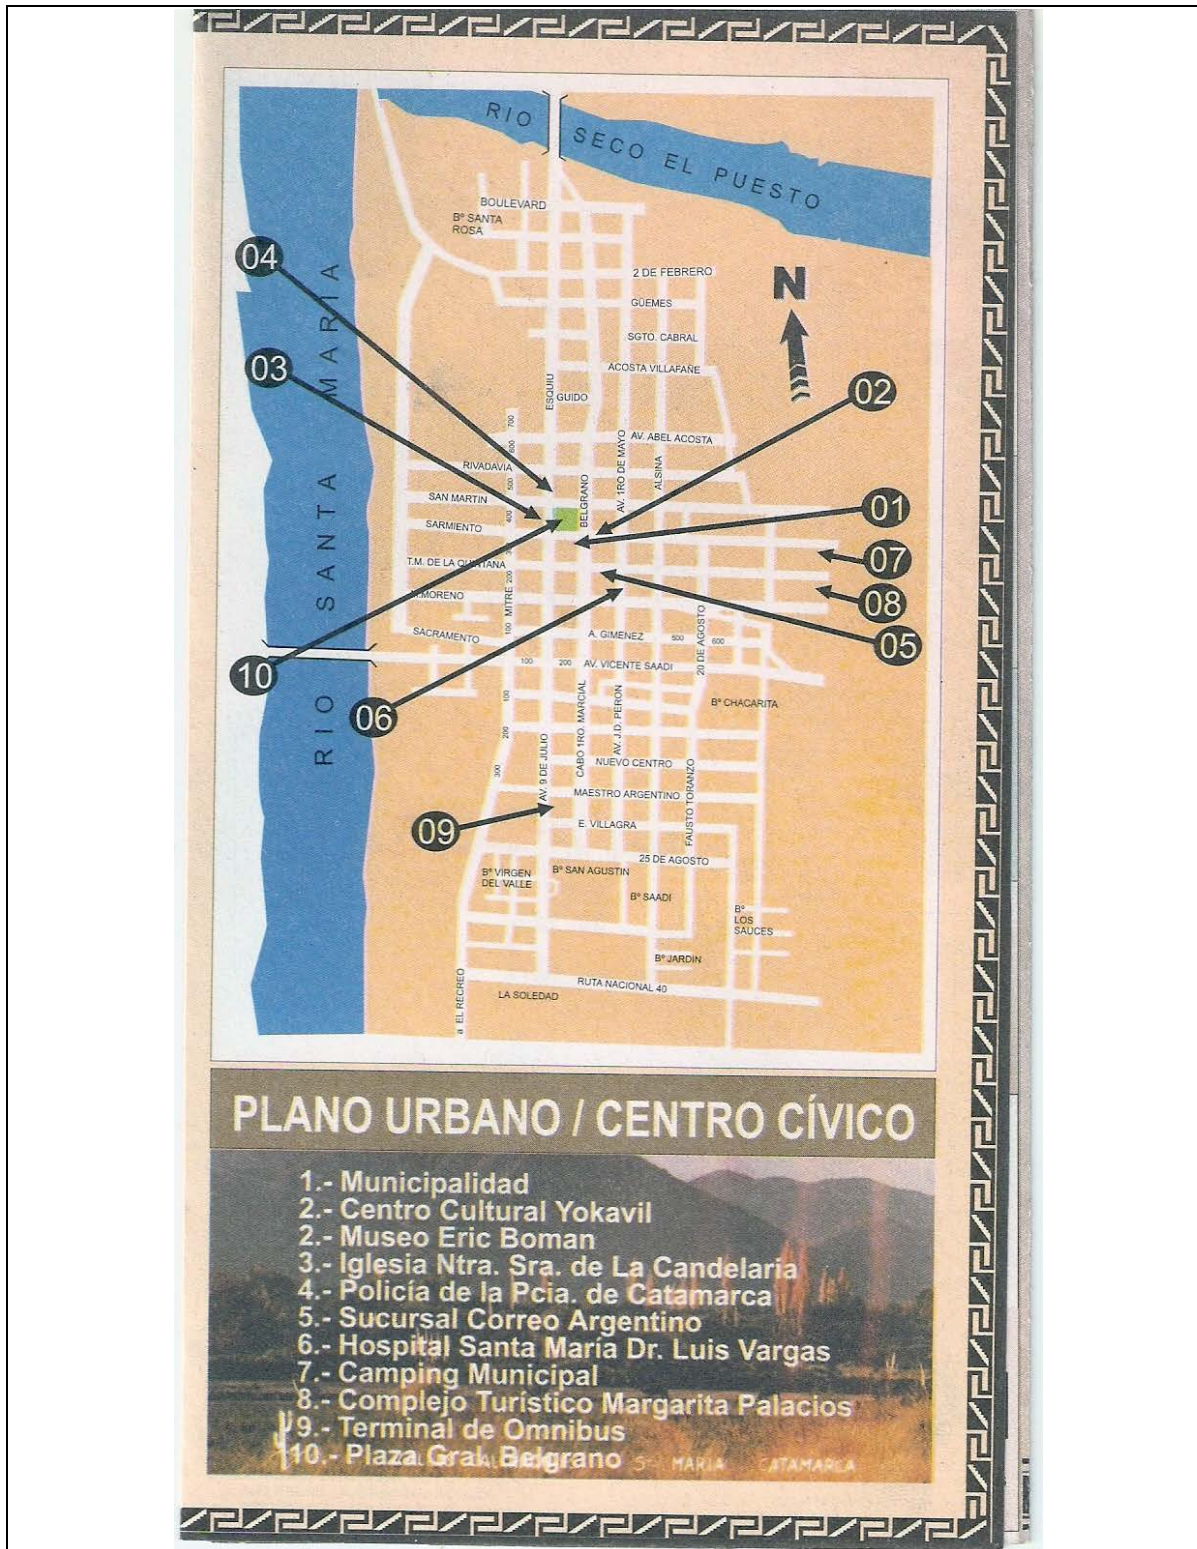 RIO SECO EL PUESTO
BOULEVARD
Bº SANTA
ROSA
04
2 DE FEBRERO
N
GÜEMES
SGTO. CABRAL
03
ACOSTA VILLAFAÑE
02
ESQUIU
GUIDO
700
600
AV. ABEL ACOSTA
AV. 1RO DE MAYO
ALSINA
RIVADAVIA
500
SAN MARTIN
BELGRANO
01
400
SARMIENTO
07
T.M. DE LA QUINTANA
200
MITRE
08
M.MORENO
100
SACRAMENTO
A. GIMENEZ
500
600
20 DE AGOSTO
05
RIO SANTA MARIA
10
100
200
AV. VICENTE SAADI
06
100
200
300
CABO 1RO. MARCIAL
AV. J.D. PERON
Bº CHACARITA
AV. 9 DE JULIO
NUEVO CENTRO
MAESTRO ARGENTINO
FAUSTO TORANZO
09
E. VILLAGRA
25 DE AGOSTO
Bº VIRGEN
DEL VALLE
Bº SAN AGUSTIN
Bº SAADI
Bº
LOS
SAUCES
Bº JARDIN
a EL RECREO
RUTA NACIONAL 40
LA SOLEDAD
PLANO URBANO / CENTRO CÍVICO
1.- Municipalidad
2.- Centro Cultural Yokavil
2.- Museo Eric Boman
3.- Iglesia Ntra. Sra. de La Candelaria
4.- Policía de la Pcia. de Catamarca
5.- Sucursal Correo Argentino
6.- Hospital Santa María Dr. Luis Vargas
7.- Camping Municipal
8.- Complejo Turístico Margarita Palacios
9.- Terminal de Omnibus
10.- Plaza Gral. Belgrano
MARIA CATAMARCA